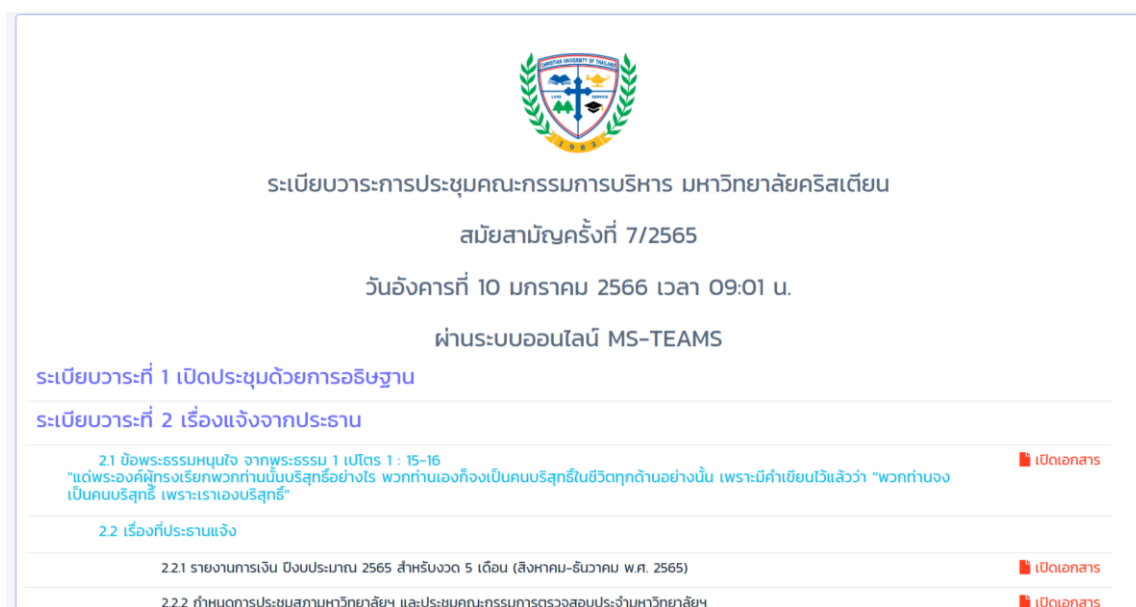 CHRISTIAN UNIVERSITY OF THAILAND
LOVE SERVICE
1983
ระเบียบวาระการประชุมคณะกรรมการบริหาร มหาวิทยาลัยคริสเตียน
สมัยสามัญครั้งที่ 7/2565
วันอังคารที่ 10 มกราคม 2566 เวลา 09:01 น.
ผ่านระบบออนไลน์ MS-TEAMS
ระเบียบวาระที่ 1 เปิดประชุมด้วยการอธิษฐาน
ระเบียบวาระที่ 2 เรื่องแจ้งจากประธาน
2.1 ข้อพระธรรมหนุนใจ จากพระธรรม 1 เปโตร 1 : 15-16 เปิดเอกสาร
"แด่พระองค์ผู้ทรงเรียกพวกท่านนั้นบริสุทธิ์อย่างไร พวกท่านเองก็จงเป็นคนบริสุทธิ์ในชีวิตทุกด้านอย่างนั้น เพราะมีคำเขียนไว้แล้วว่า "พวกท่านจง
เป็นคนบริสุทธิ์ เพราะเราเองบริสุทธิ์"
2.2 เรื่องที่ประธานแจ้ง
2.2.1 รายงานการเงิน ปีงบประมาณ 2565 สำหรับงวด 5 เดือน (สิงหาคม-ธันวาคม พ.ศ. 2565) เปิดเอกสาร
2.2.2 กำหนดการประชุมสภามหาวิทยาลัยฯ และประชุมคณะกรรมการตรวจสอบประจำมหาวิทยาลัยฯ เปิดเอกสาร